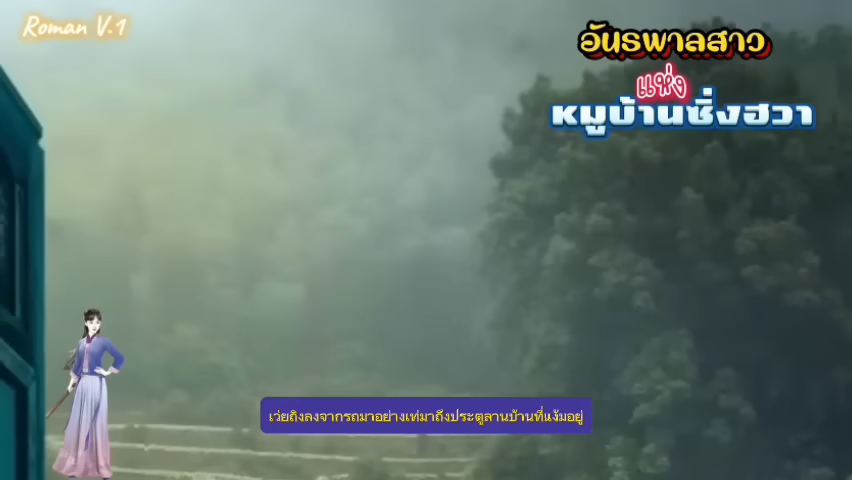 Roman V.1
อันธพาลสาว
แห่ง
หมู่บ้านซิ่งฮวา
เว่ยถิงลงจากรถมาอย่างเท่มาถึงประตูลานบ้านที่แง้มอยู่